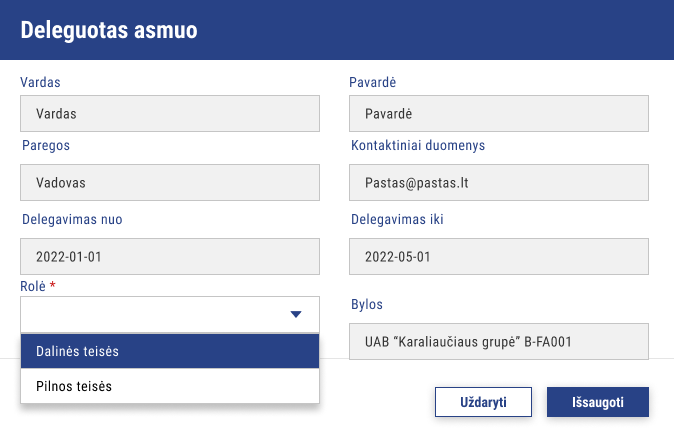 Deleguotas asmuo
Vardas
Pavardė
Vardas
Pavardė
Paregos
Kontaktiniai duomenys
Vadovas
Pastas@pastas.lt
Delegavimas nuo
Delegavimas iki
2022-01-01
2022-05-01
Rolė *
Bylos
UAB “Karaliaučiaus grupė” B-FA001
Dalinės teisės
Pilnos teisės
Uždaryti
Išsaugoti